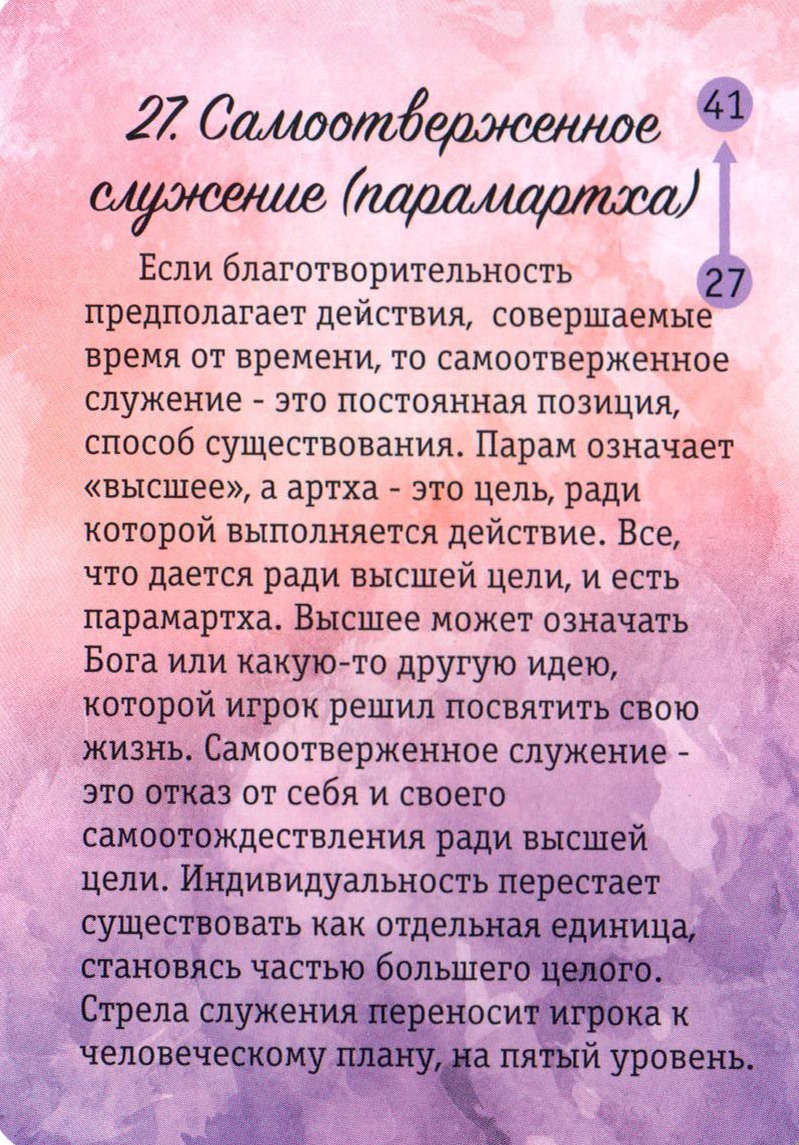 27. Самоотверженное
служение (парамартха)
41
27
Если благотворительность
предполагает действия, совершаемые
время от времени, то самоотверженное
служение - это постоянная позиция,
способ существования. Парам означает
«высшее», а артха - это цель, ради
которой выполняется действие. Все,
что дается ради высшей цели, и есть
парамартха. Высшее может означать
Бога или какую-то другую идею,
которой игрок решил посвятить свою
жизнь. Самоотверженное служение -
это отказ от себя и своего
самоотождествления ради высшей
цели. Индивидуальность перестает
существовать как отдельная единица,
становясь частью большего целого.
Стрела служения переносит игрока к
человеческому плану, на пятый уровень.